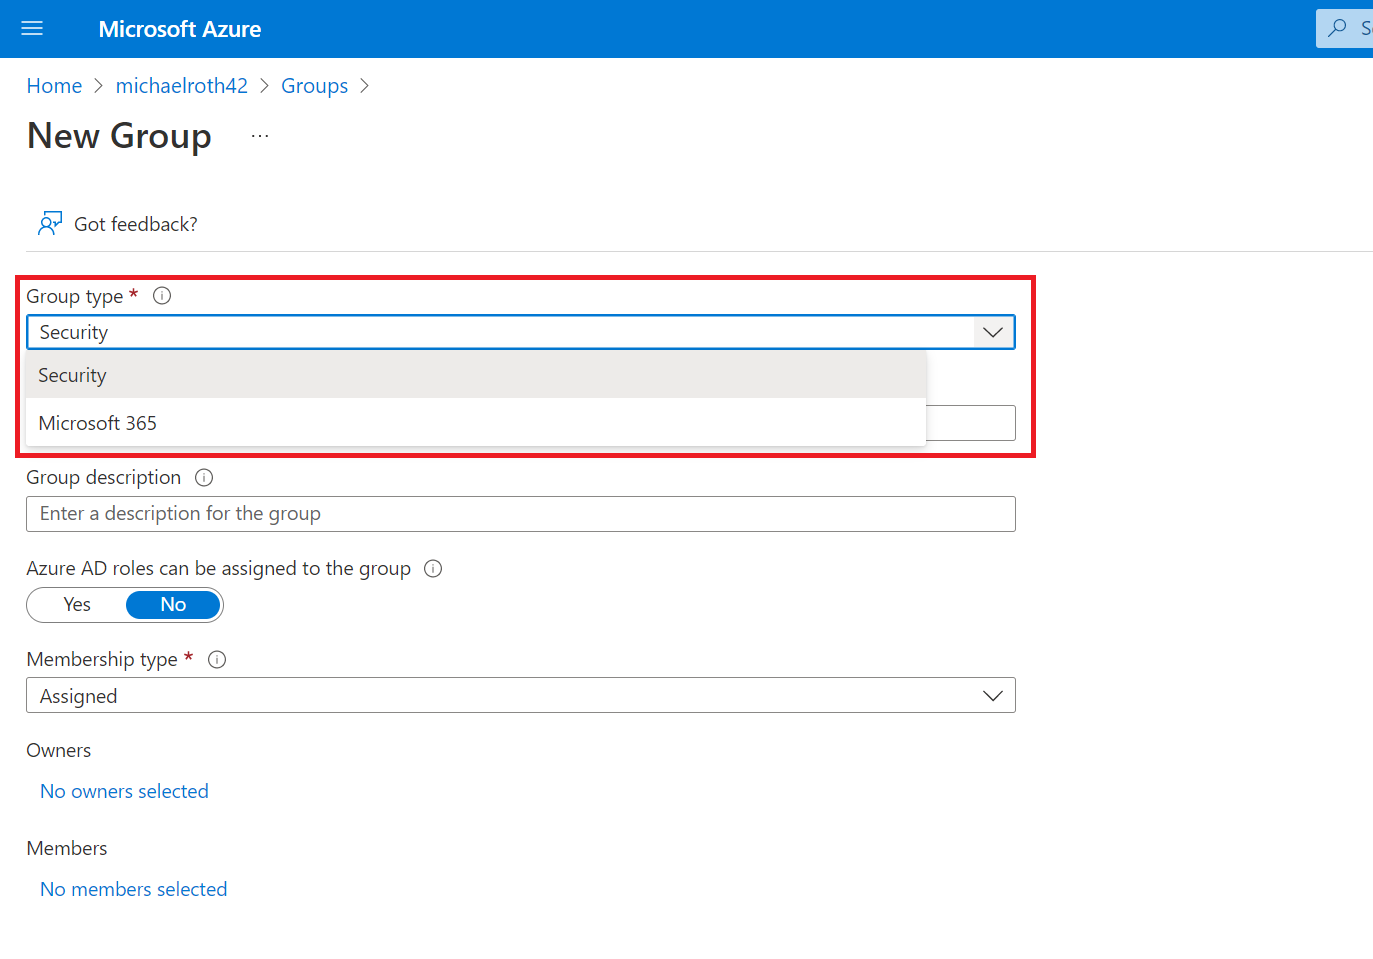 Microsoft Azure
Home > michaelroth42 > Groups >
New Group ...
Got feedback?
Group type *
Security
Security
Microsoft 365
Group description
Enter a description for the group
Azure AD roles can be assigned to the group
Yes No
Membership type *
Assigned
Owners
No owners selected
Members
No members selected